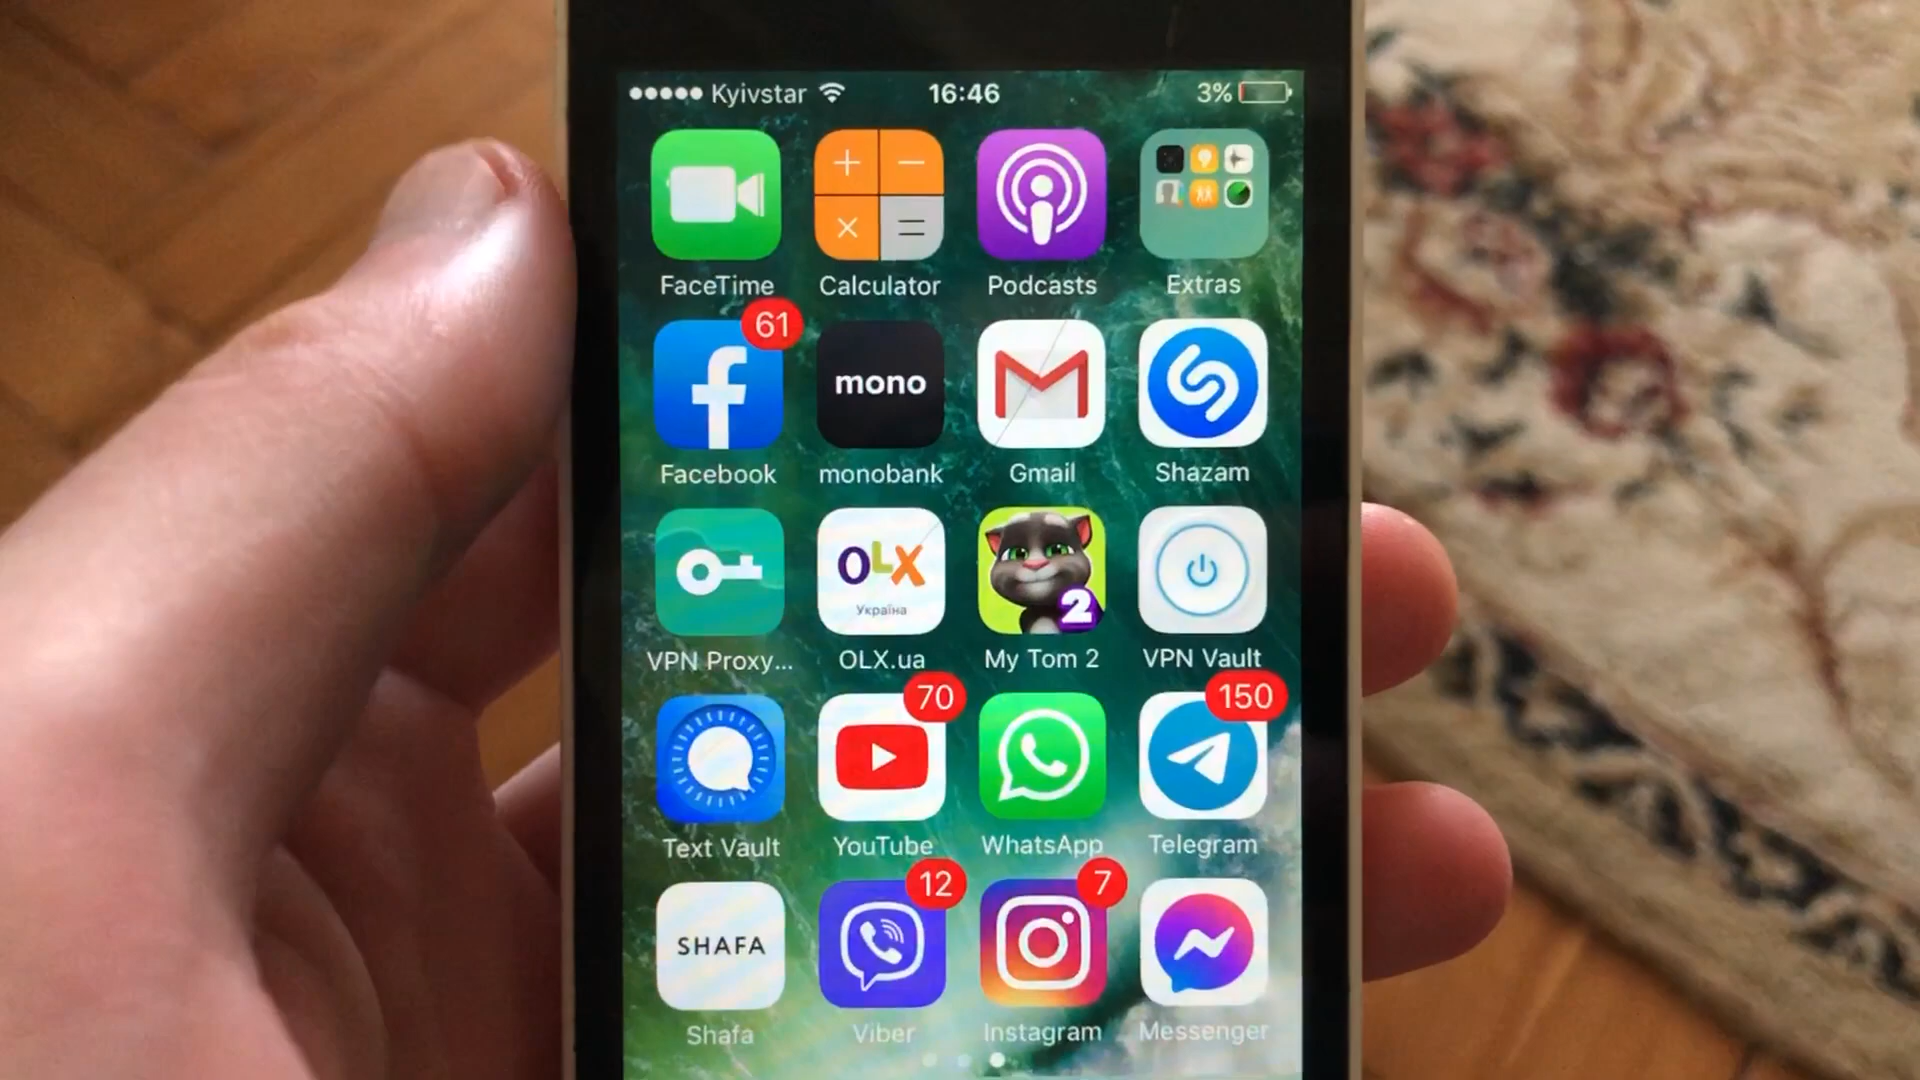 Kyivstar 16:46 3%
FaceTime Calculator Podcasts Extras
61
mono
Facebook monobank Gmail Shazam
OLX
Україна
2
VPN Proxy... OLX.ua My Tom 2 VPN Vault
70 150
Text Vault YouTube WhatsApp Telegram
12 7
SHAFA
Shafa Viber Instagram Messenger